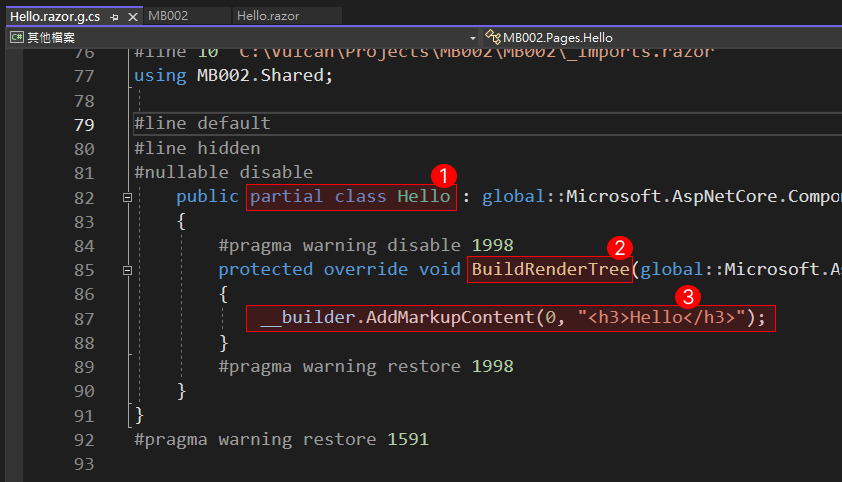 Hello.razor.g.cs MB002 Hello.razor
C# 其他檔案 MB002.Pages.Hello
76 #line 10 "C:\Vulcan\Projects\MB002\MB002\_Imports.razor
77 using MB002.Shared;
78
79 #line default
80 #line hidden
81 #nullable disable
1
82 public partial class Hello : global::Microsoft.AspNetCore.Compo
83 {
84 #pragma warning disable 1998
2
85 protected override void BuildRenderTree(global::Microsoft.As
86 {
3
87 __builder.AddMarkupContent(0, "<h3>Hello</h3>");
88 }
89 #pragma warning restore 1998
90 }
91 }
92 #pragma warning restore 1591
93